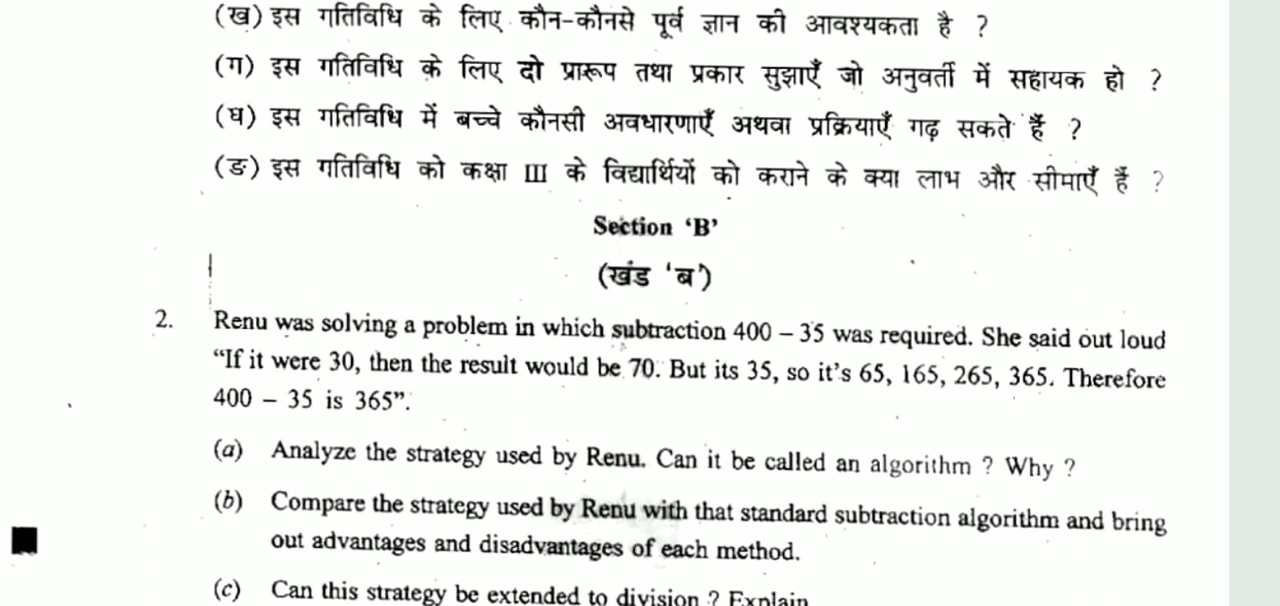 (ख) इस गतिविधि के लिए कौन-कौनसे पूर्व ज्ञान की आवश्यकता है ?
(ग) इस गतिविधि के लिए दो प्रारूप तथा प्रकार सुझाएँ जो अनुवर्ती में सहायक हो ?
(घ) इस गतिविधि में बच्चे कौनसी अवधारणाएँ अथवा प्रक्रियाएँ गढ़ सकते हैं ?
(ङ) इस गतिविधि को कक्षा III के विद्यार्थियों को कराने के क्या लाभ और सीमाएँ हैं ?
Section ‘B’
(खंड ‘ब’)
2. Renu was solving a problem in which subtraction 400 – 35 was required. She said out loud
“If it were 30, then the result would be 70. But its 35, so it’s 65, 165, 265, 365. Therefore
400 – 35 is 365”.
(a) Analyze the strategy used by Renu. Can it be called an algorithm ? Why ?
(b) Compare the strategy used by Renu with that standard subtraction algorithm and bring
out advantages and disadvantages of each method.
(c) Can this strategy be extended to division ? Explain